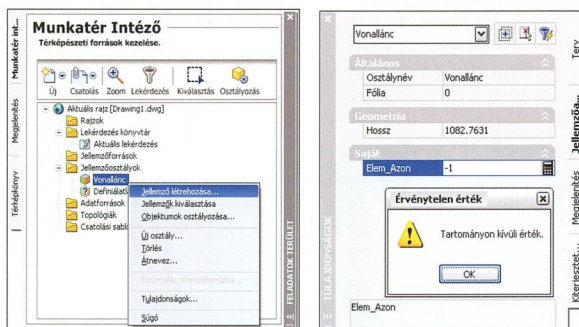 Munkatér Intéző
Térképészeti források kezelése.
Új
Csatolás
Zoom
Lekérdezés
Kiválasztás
Osztályozás
Aktuális rajz [Drawing1.dwg]
Rajzok
Lekérdezés könyvtár
Aktuális lekérdezés
Jellemzőforrások
Jellemzőosztályok
Vonallánc
Definiálatla
Adatforrások
Topológiák
Csatolási sablo
Jellemző létrehozása...
Jellemzők kiválasztása
Objektumok osztályozása...
Új osztály...
Törlés
Átnevez...
Tulajdonságok...
Súgó
Munkatér int...
Megjelenítés
Térképkönyv
FELADATOK TERÜLET
Vonallánc
Általános
Osztálynév Vonallánc
Fólia 0
Geometria
Hossz 1082.7631
Saját
Elem_Azon -1
Érvénytelen érték
Tartományon kívüli érték.
OK
Elem_Azon
TULAJDONSÁGOK
Terv
Jellemzőa...
Megjelenítés
Kiterjesztet...